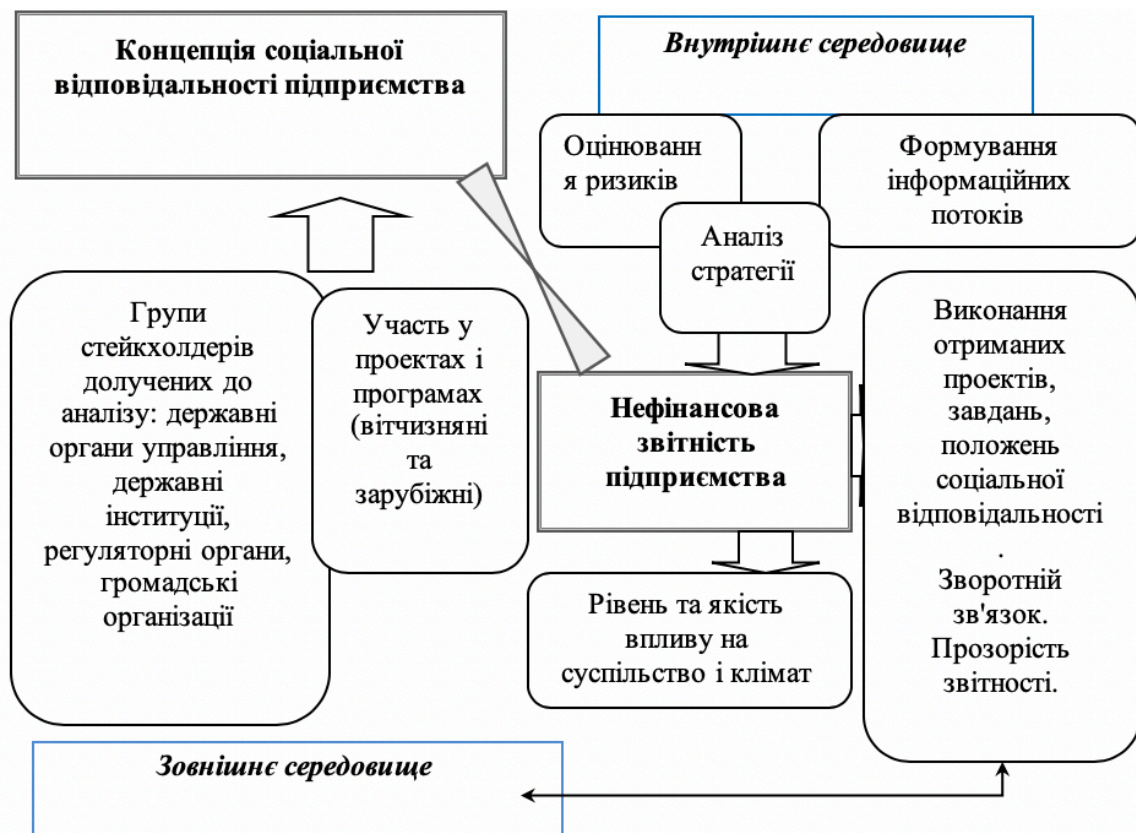 Концепція соціальної
відповідальності підприємства
Внутрішнє середовище
Оцінюванн
я ризиків
Формування
інформаційних
потоків
Аналіз
стратегії
Групи
стейкхолдерів
долучених до
аналізу: державні
органи управління,
державні
інституції,
регуляторні органи,
громадські
організації
Участь у
проектах і
програмах
(вітчизняні
та
зарубіжні)
Нефінансова
звітність
підприємства
Виконання
отриманих
проектів,
завдань,
положень
соціальної
відповідальності
.
Зворотній
зв'язок.
Прозорість
звітності.
Рівень та якість
впливу на
суспільство і клімат
Зовнішнє середовище